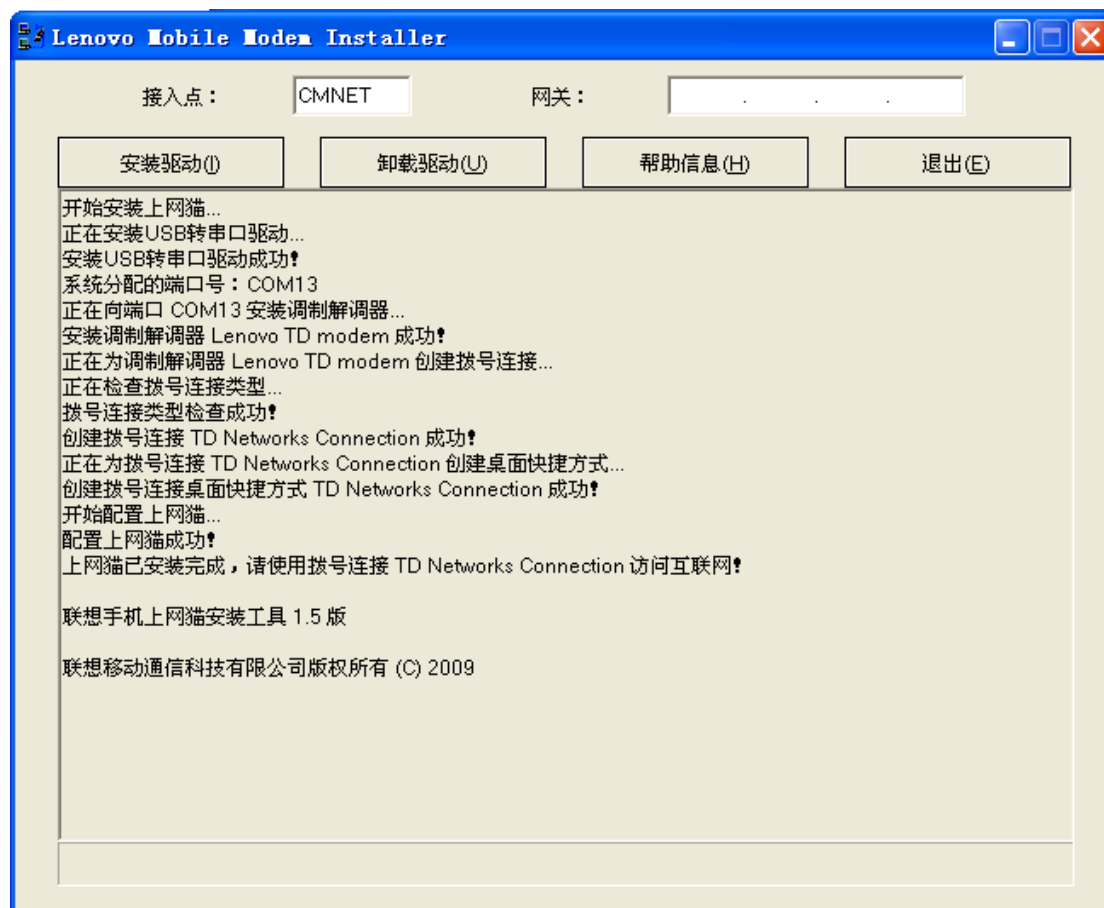 Lenovo Mobile Modem Installer
接入点： CMNET 网关： . . .
安装驱动(I) 卸载驱动(U) 帮助信息(H) 退出(E)
开始安装上网猫...
正在安装USB转串口驱动...
安装USB转串口驱动成功！
系统分配的端口号：COM13
正在向端口 COM13 安装调制解调器...
安装调制解调器 Lenovo TD modem 成功！
正在为调制解调器 Lenovo TD modem 创建拨号连接...
正在检查拨号连接类型...
拨号连接类型检查成功！
创建拨号连接 TD Networks Connection 成功！
正在为拨号连接 TD Networks Connection 创建桌面快捷方式...
创建拨号连接桌面快捷方式 TD Networks Connection 成功！
开始配置上网猫...
配置上网猫成功！
上网猫已安装完成，请使用拨号连接 TD Networks Connection 访问互联网！
联想手机上网猫安装工具 1.5 版
联想移动通信科技有限公司版权所有 (C) 2009